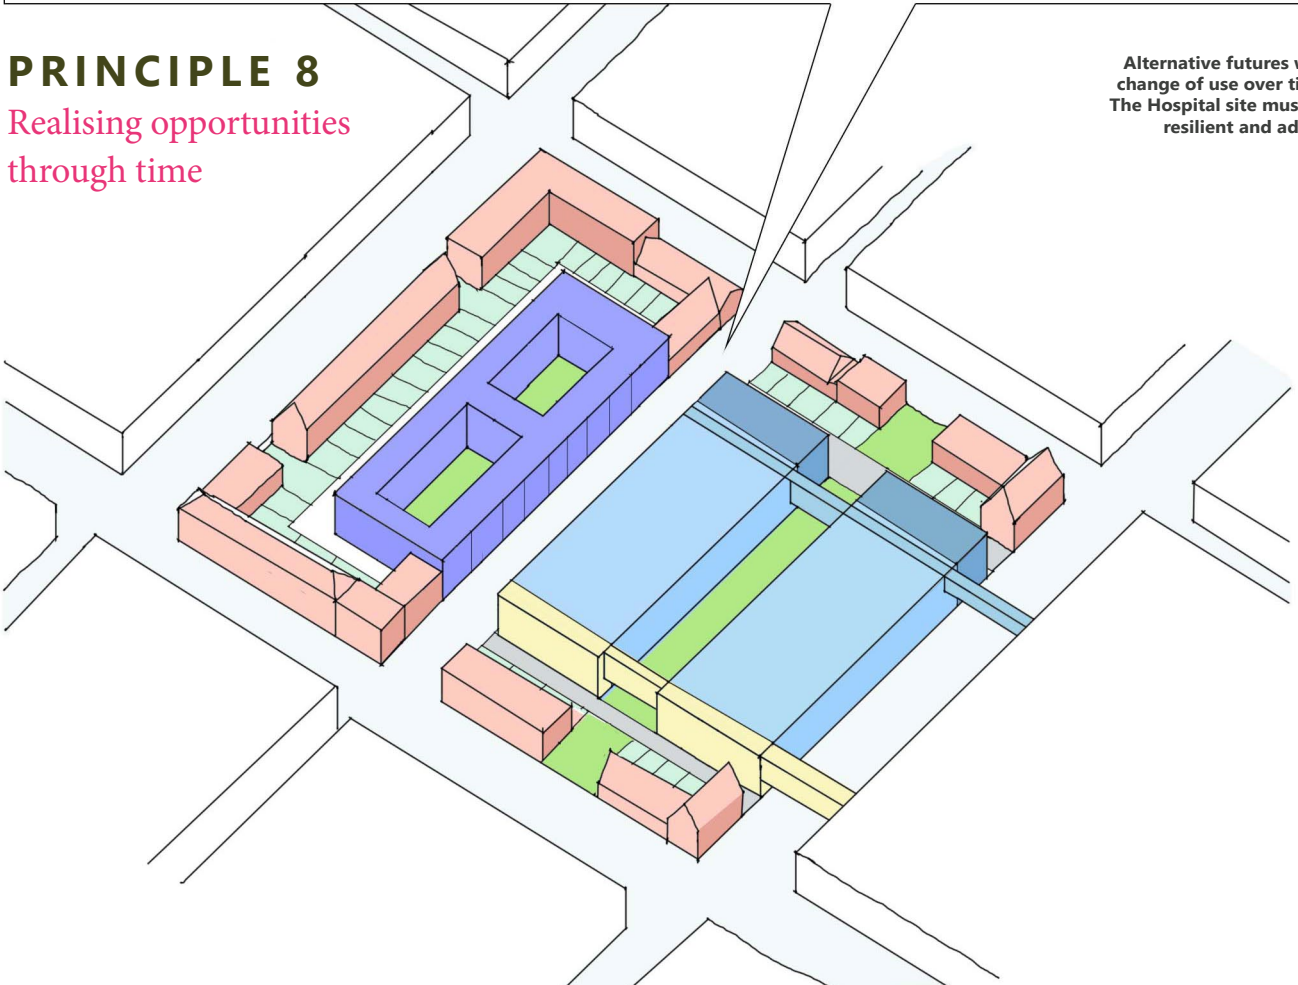 PRINCIPLE 8
Realising opportunities
through time
Alternative futures
change of use over
The Hospital site
resilient and